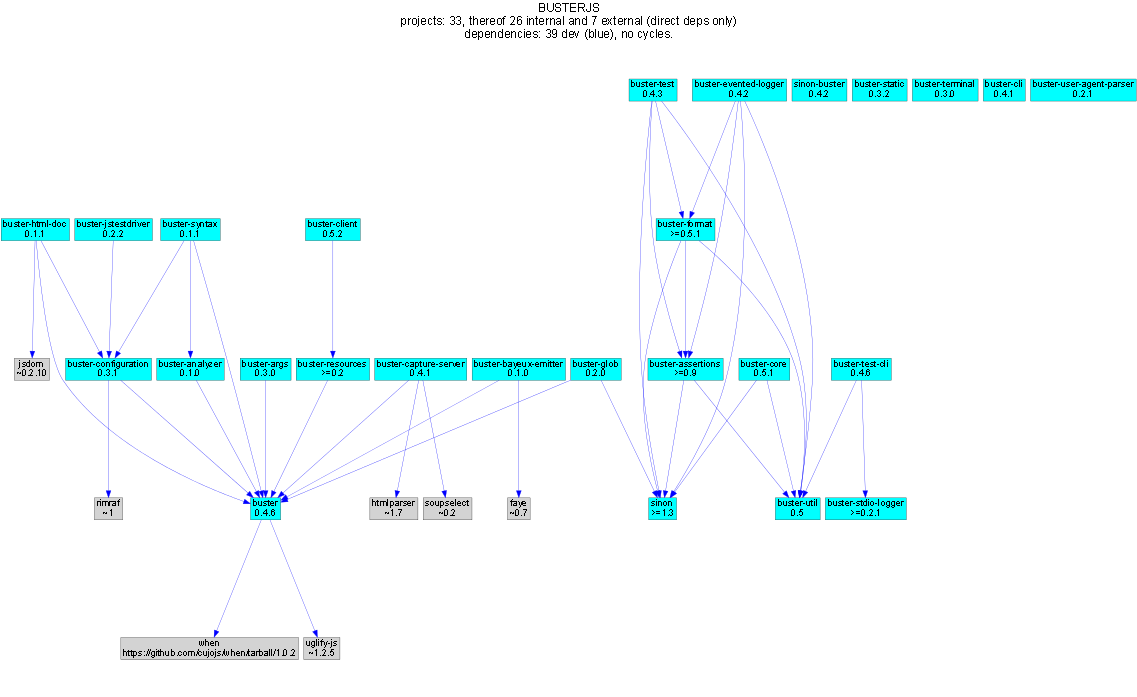 BUSTERJS
projects: 33, thereof 26 internal and 7 external (direct deps only)
dependencies: 39 dev (blue), no cycles.
buster-test
0.4.3
buster-evented-logger
0.4.2
sinon-buster
0.4.2
buster-static
0.3.2
buster-terminal
0.3.0
buster-cli
0.4.1
buster-user-agent-parser
0.2.1
buster-html-doc
0.1.1
buster-jstestdriver
0.2.2
buster-syntax
0.1.1
buster-client
0.5.2
buster-format
>=0.5.1
jsdom
~0.2.10
buster-configuration
0.3.1
buster-analyzer
0.1.0
buster-args
0.3.0
buster-resources
>=0.2
buster-capture-server
0.4.1
buster-bayeux-emitter
0.1.0
buster-glob
0.2.0
buster-assertions
>=0.9
buster-core
0.5.1
buster-test-cli
0.4.6
rimraf
~1
buster
0.4.6
htmlparser
~1.7
soupselect
~0.2
faye
~0.7
sinon
>=1.3
buster-util
0.5
buster-stdio-logger
>=0.2.1
when
https://github.com/cujojs/when/tarball/1.0.2
uglify-js
~1.2.5